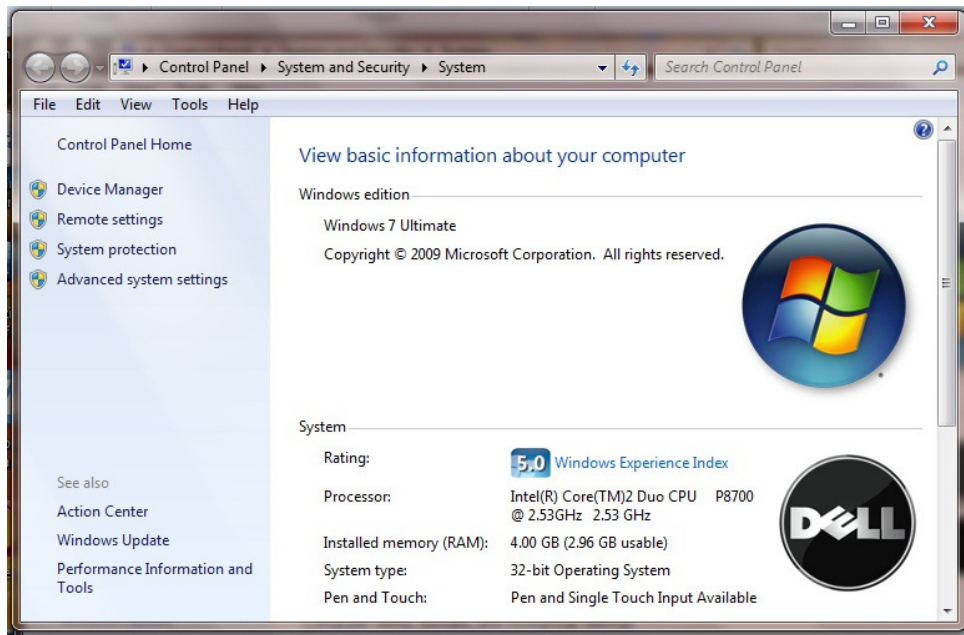 Control Panel ▸ System and Security ▸ System
Search Control Panel
File Edit View Tools Help
Control Panel Home
Device Manager
Remote settings
System protection
Advanced system settings
See also
Action Center
Windows Update
Performance Information and
Tools
View basic information about your computer
Windows edition
Windows 7 Ultimate
Copyright © 2009 Microsoft Corporation. All rights reserved.
System
Rating: 5.0 Windows Experience Index
Processor: Intel(R) Core(TM)2 Duo CPU P8700
@ 2.53GHz 2.53 GHz
Installed memory (RAM): 4.00 GB (2.96 GB usable)
System type: 32-bit Operating System
Pen and Touch: Pen and Single Touch Input Available
DELL